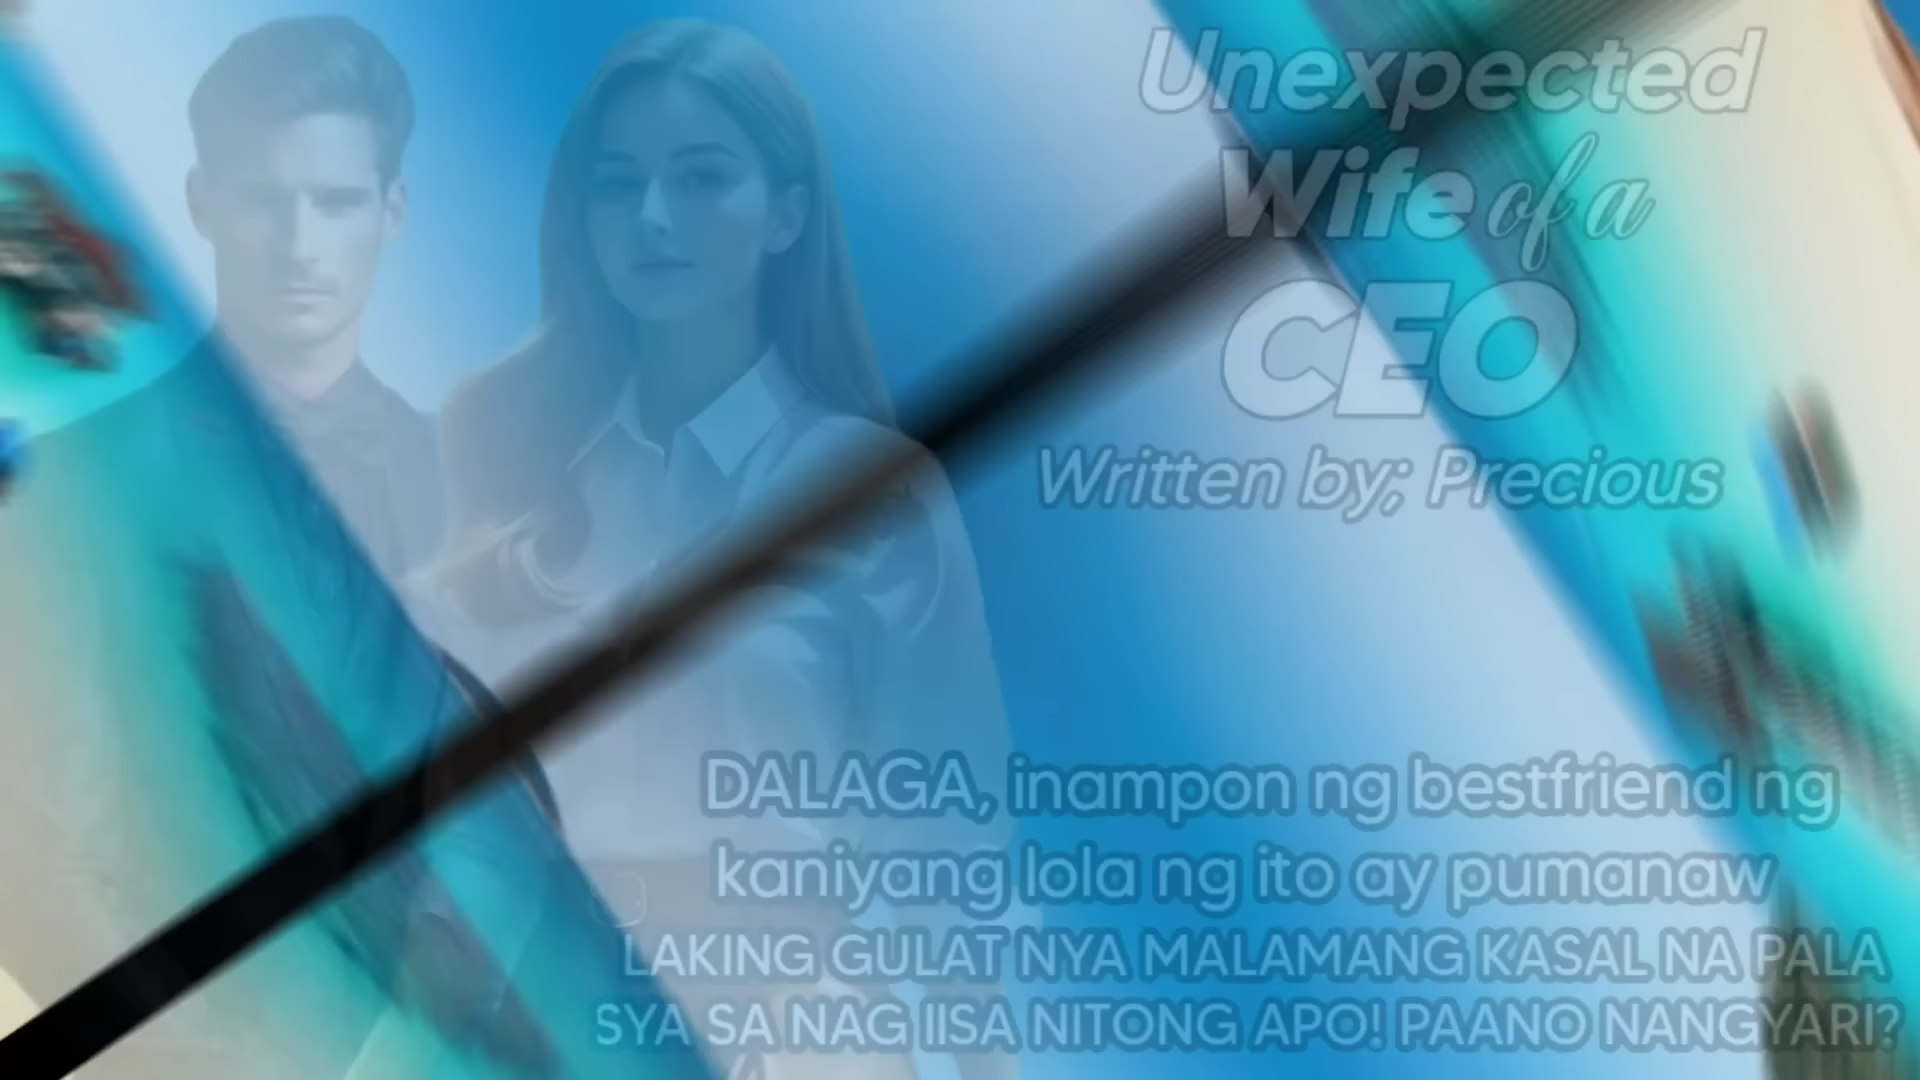 Unexpected
Wife of a
CEO
Written by; Precious
DALAGA, inampon ng bestfriend ng
kaniyang lola ng ito ay pumanaw
LAKING GULAT NYA MALAMANG KASAL NA PALA
SYA SA NAG IISA NITONG APO! PAANO NANGYARI?